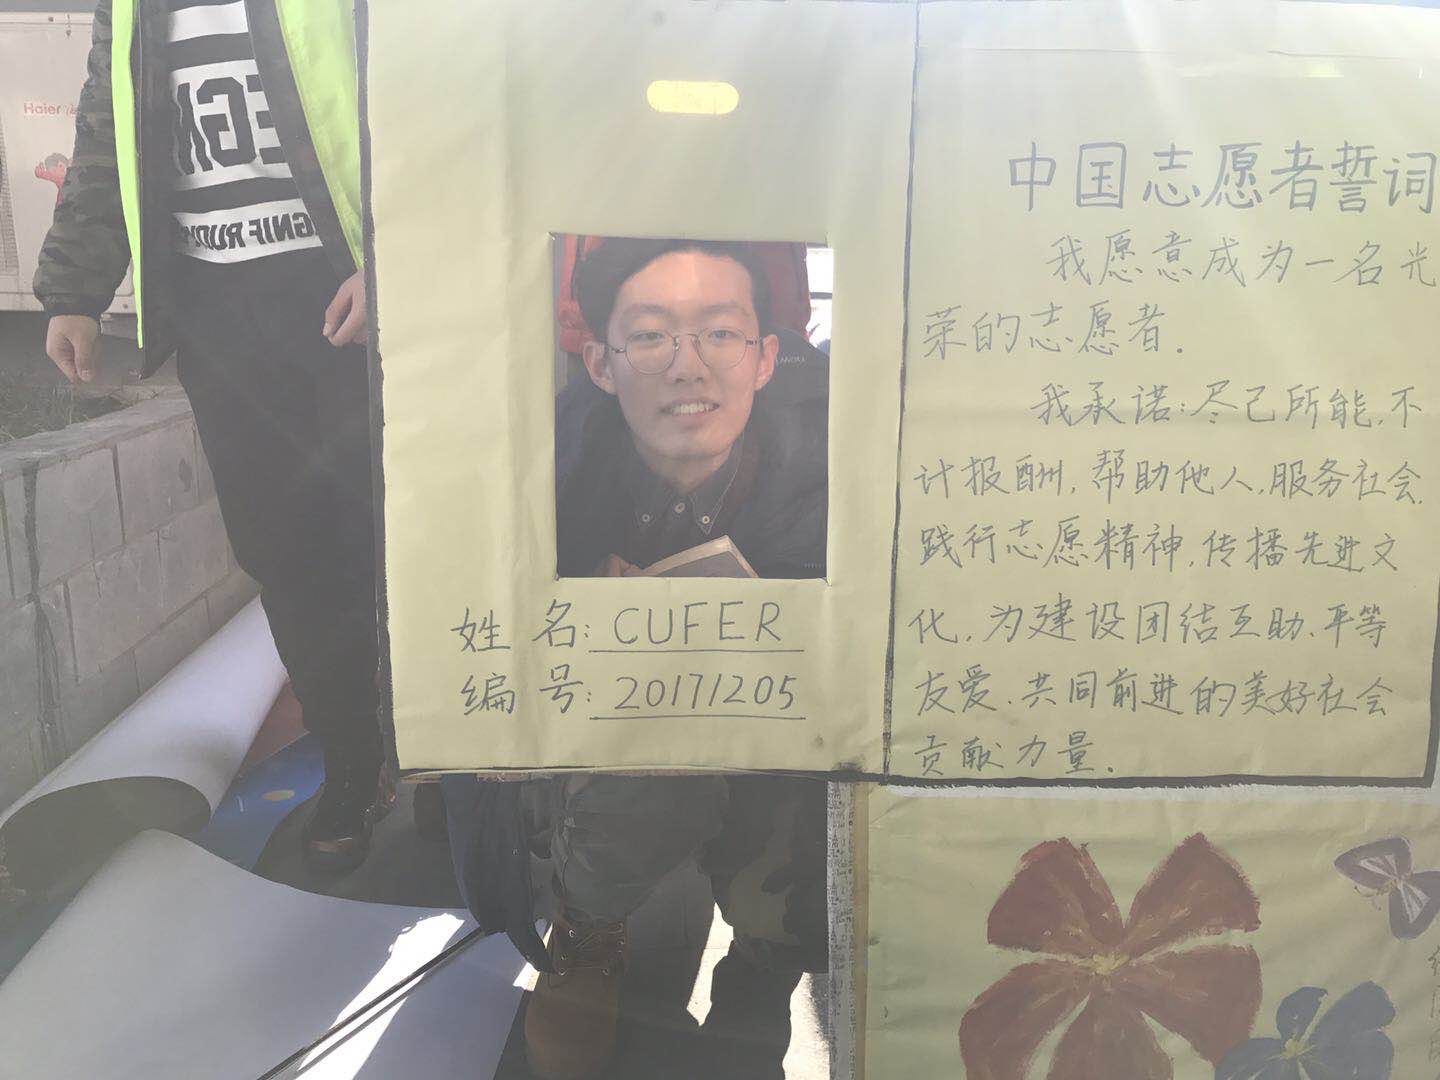 Haier
EGN
GNIF RUO
中国志愿者誓词
我愿意成为一名光
荣的志愿者.
我承诺:尽己所能,不
计报酬,帮助他人,服务社会.
践行志愿精神,传播先进文
化,为建设团结互助、平等
友爱、共同前进的美好社会
贡献力量.
姓名:CUFER
编号:20171205